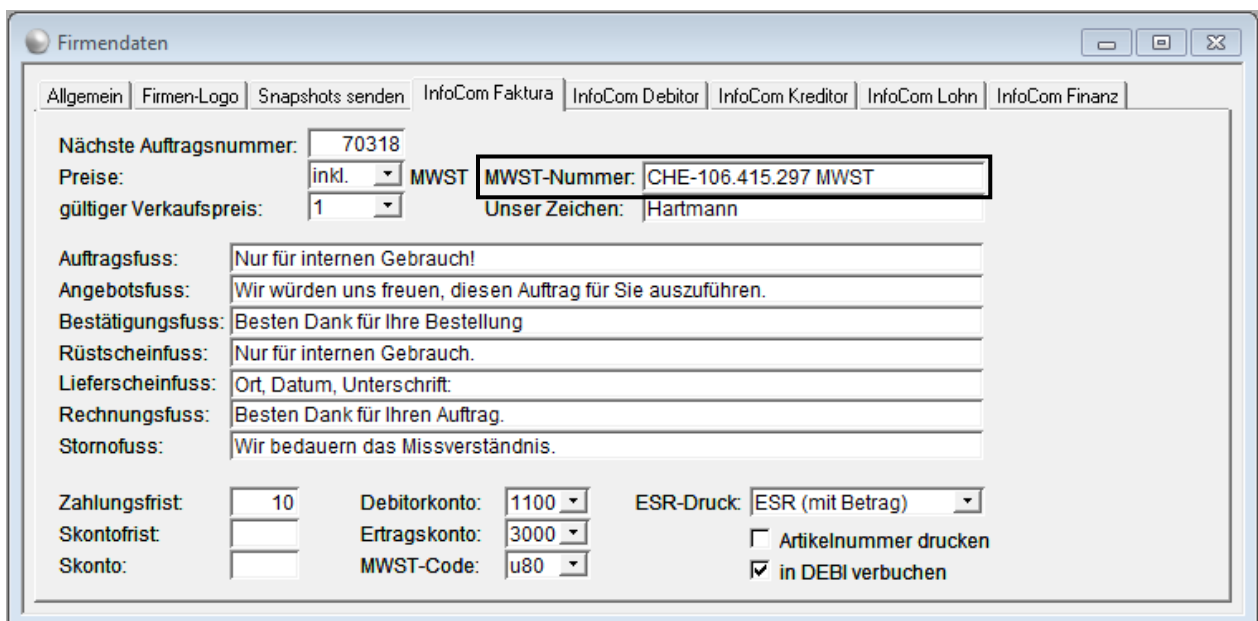 Firmendaten
Allgemein Firmen-Logo Snapshots senden InfoCom Faktura InfoCom Debitor InfoCom Kreditor InfoCom Lohn InfoCom Finanz
Nächste Auftragsnummer: 70318
Preise: inkl. MWST MWST-Nummer: CHE-106.415.297 MWST
gültiger Verkaufspreis: 1 Unser Zeichen: Hartmann
Auftragsfuss: Nur für internen Gebrauch!
Angebotsfuss: Wir würden uns freuen, diesen Auftrag für Sie auszuführen.
Bestätigungsfuss: Besten Dank für Ihre Bestellung
Rüstscheinfuss: Nur für internen Gebrauch.
Lieferscheinfuss: Ort, Datum, Unterschrift:
Rechnungsfuss: Besten Dank für Ihren Auftrag.
Stornofuss: Wir bedauern das Missverständnis.
Zahlungsfrist: 10 Debitorkonto: 1100 ESR-Druck: ESR (mit Betrag)
Skontofrist: Ertragskonto: 3000 Artikelnummer drucken
Skonto: MWST-Code: u80 in DEBI verbuchen